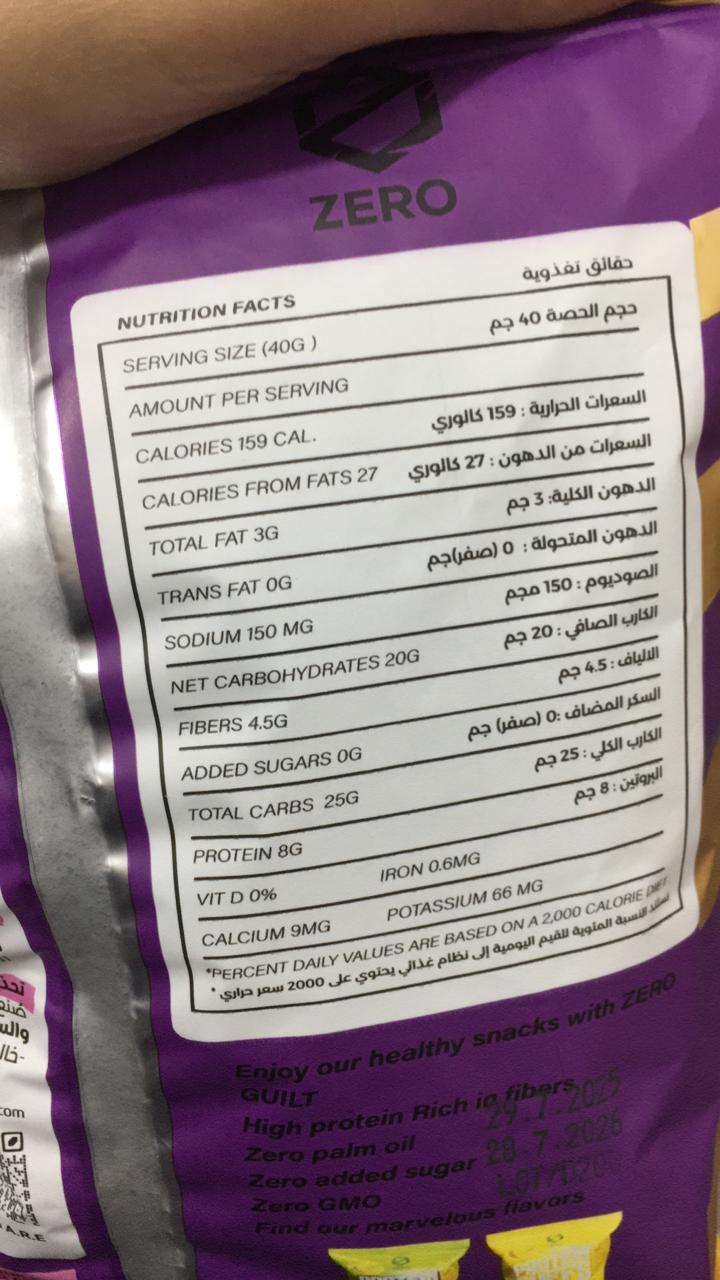 ZERO
NUTRITION FACTS حقائق تغذوية
SERVING SIZE (40G ) حجم الحصة 40 جم
AMOUNT PER SERVING
CALORIES 159 CAL. السعرات الحرارية : 159 كالوري
CALORIES FROM FATS 27 السعرات من الدهون : 27 كالوري
TOTAL FAT 3G الدهون الكلية: 3 جم
TRANS FAT 0G الدهون المتحولة : 0 (صفر)جم
SODIUM 150 MG الصوديوم : 150 مجم
NET CARBOHYDRATES 20G الكارب الصافي : 20 جم
FIBERS 4.5G الالياف : 4.5 جم
ADDED SUGARS 0G السكر المضاف :0 (صفر) جم
TOTAL CARBS 25G الكارب الكلي : 25 جم
PROTEIN 8G البروتين : 8 جم
VIT D 0% IRON 0.6MG
CALCIUM 9MG POTASSIUM 66 MG
*PERCENT DAILY VALUES ARE BASED ON A 2,000 CALORIE DIET
* تستند النسبة المئوية للقيم اليومية إلى نظام غذائي يحتوي على 2000 سعر حراري
Enjoy our healthy snacks with ZERO
GUILT
High protein Rich in fibers
Zero palm oil
Zero added sugar
Zero GMO
Find our marvelous flavors
29.7.2025
28.7.2026
PROTEIN
.com
A.R.E